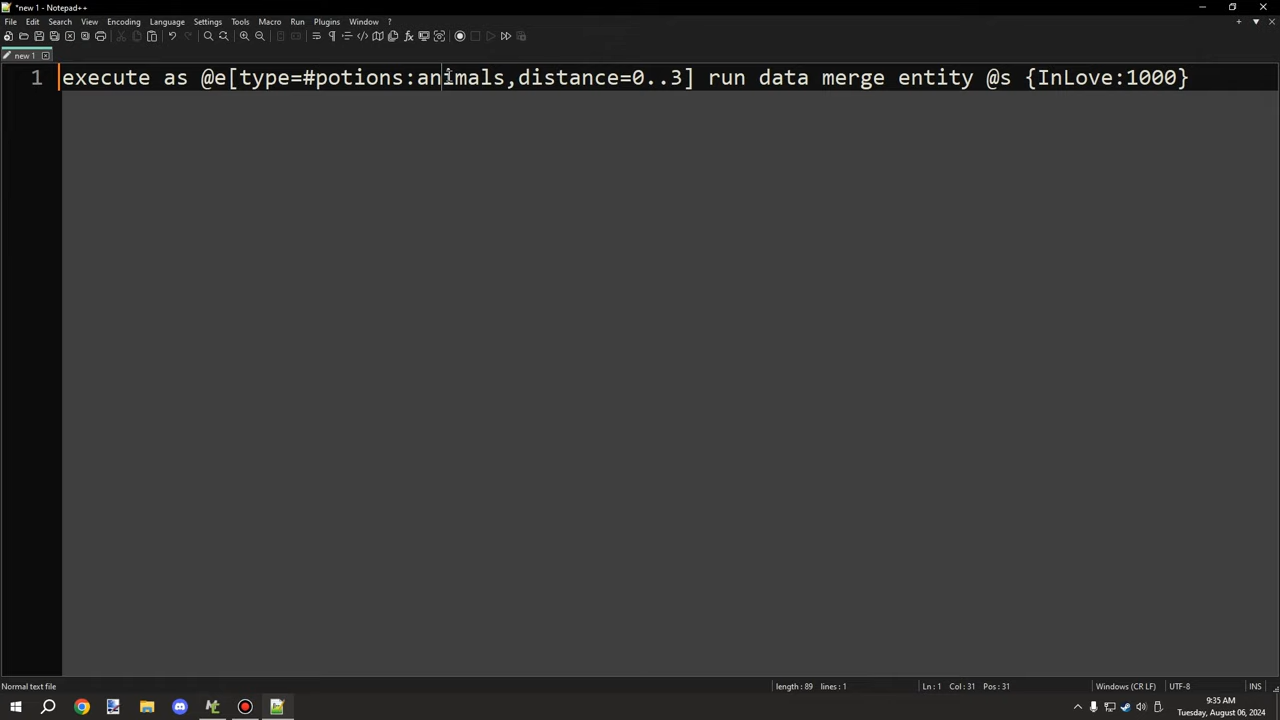 *new 1 - Notepad++
File Edit Search View Encoding Language Settings Tools Macro Run Plugins Window ?
new 1
1 execute as @e[type=#potions:animals,distance=0..3] run data merge entity @s {InLove:1000}
Normal text file length : 89 lines : 1 Ln : 1 Col : 31 Pos : 31 Windows (CR LF) UTF-8 INS
9:35 AM
Tuesday, August 06, 2024